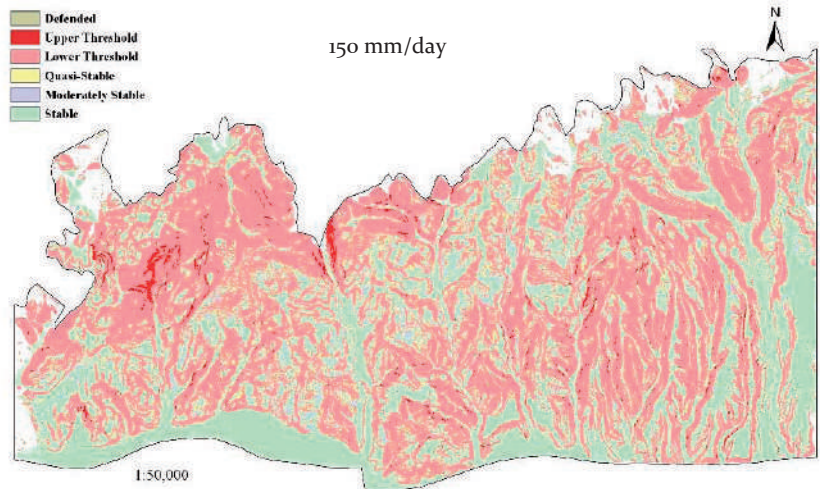 Defended
Upper Threshold
Lower Threshold
Quasi-Stable
Moderately Stable
Stable
150 mm/day
N
1:50,000